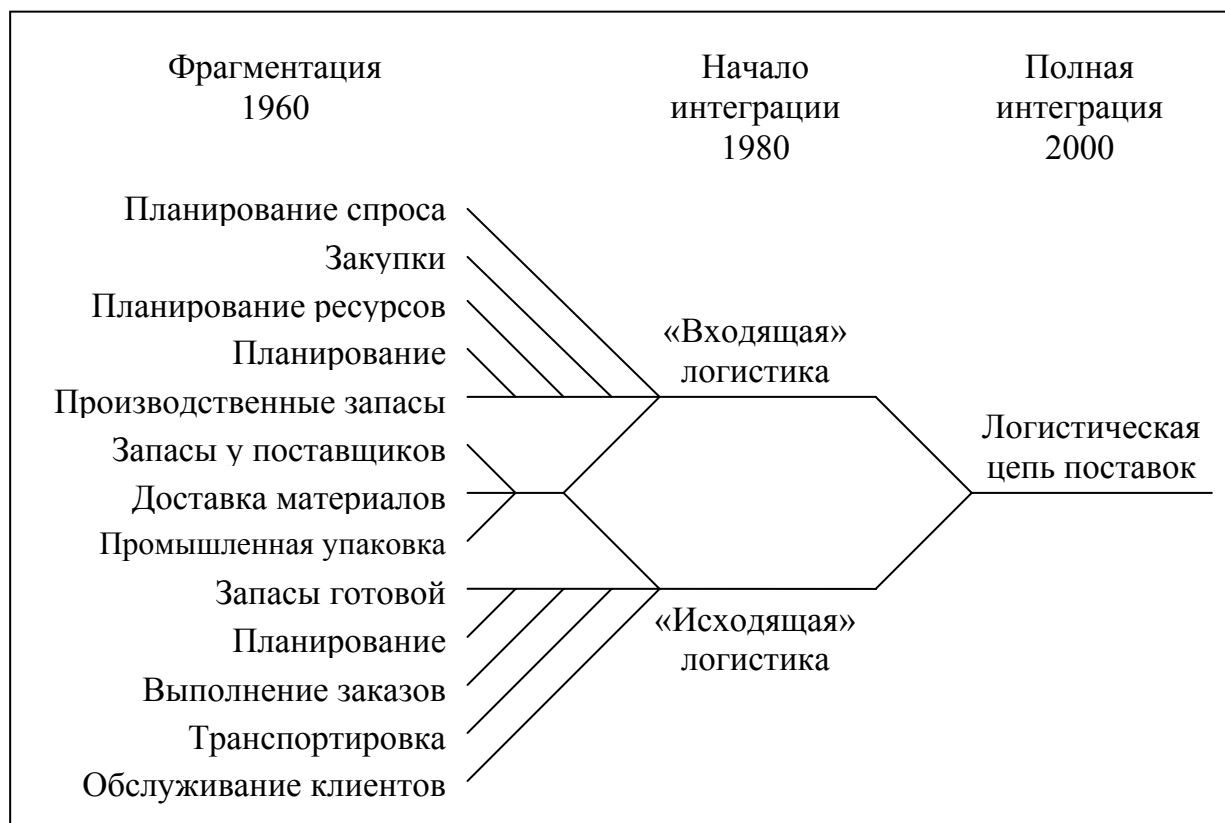 Фрагментация
1960
Начало
интеграции
1980
Полная
интеграция
2000
Планирование спроса
Закупки
Планирование ресурсов
Планирование
Производственные запасы
Запасы у поставщиков
Доставка материалов
Промышленная упаковка
Запасы готовой
Планирование
Выполнение заказов
Транспортировка
Обслуживание клиентов
«Входящая»
логистика
«Исходящая»
логистика
Логистическая
цепь поставок